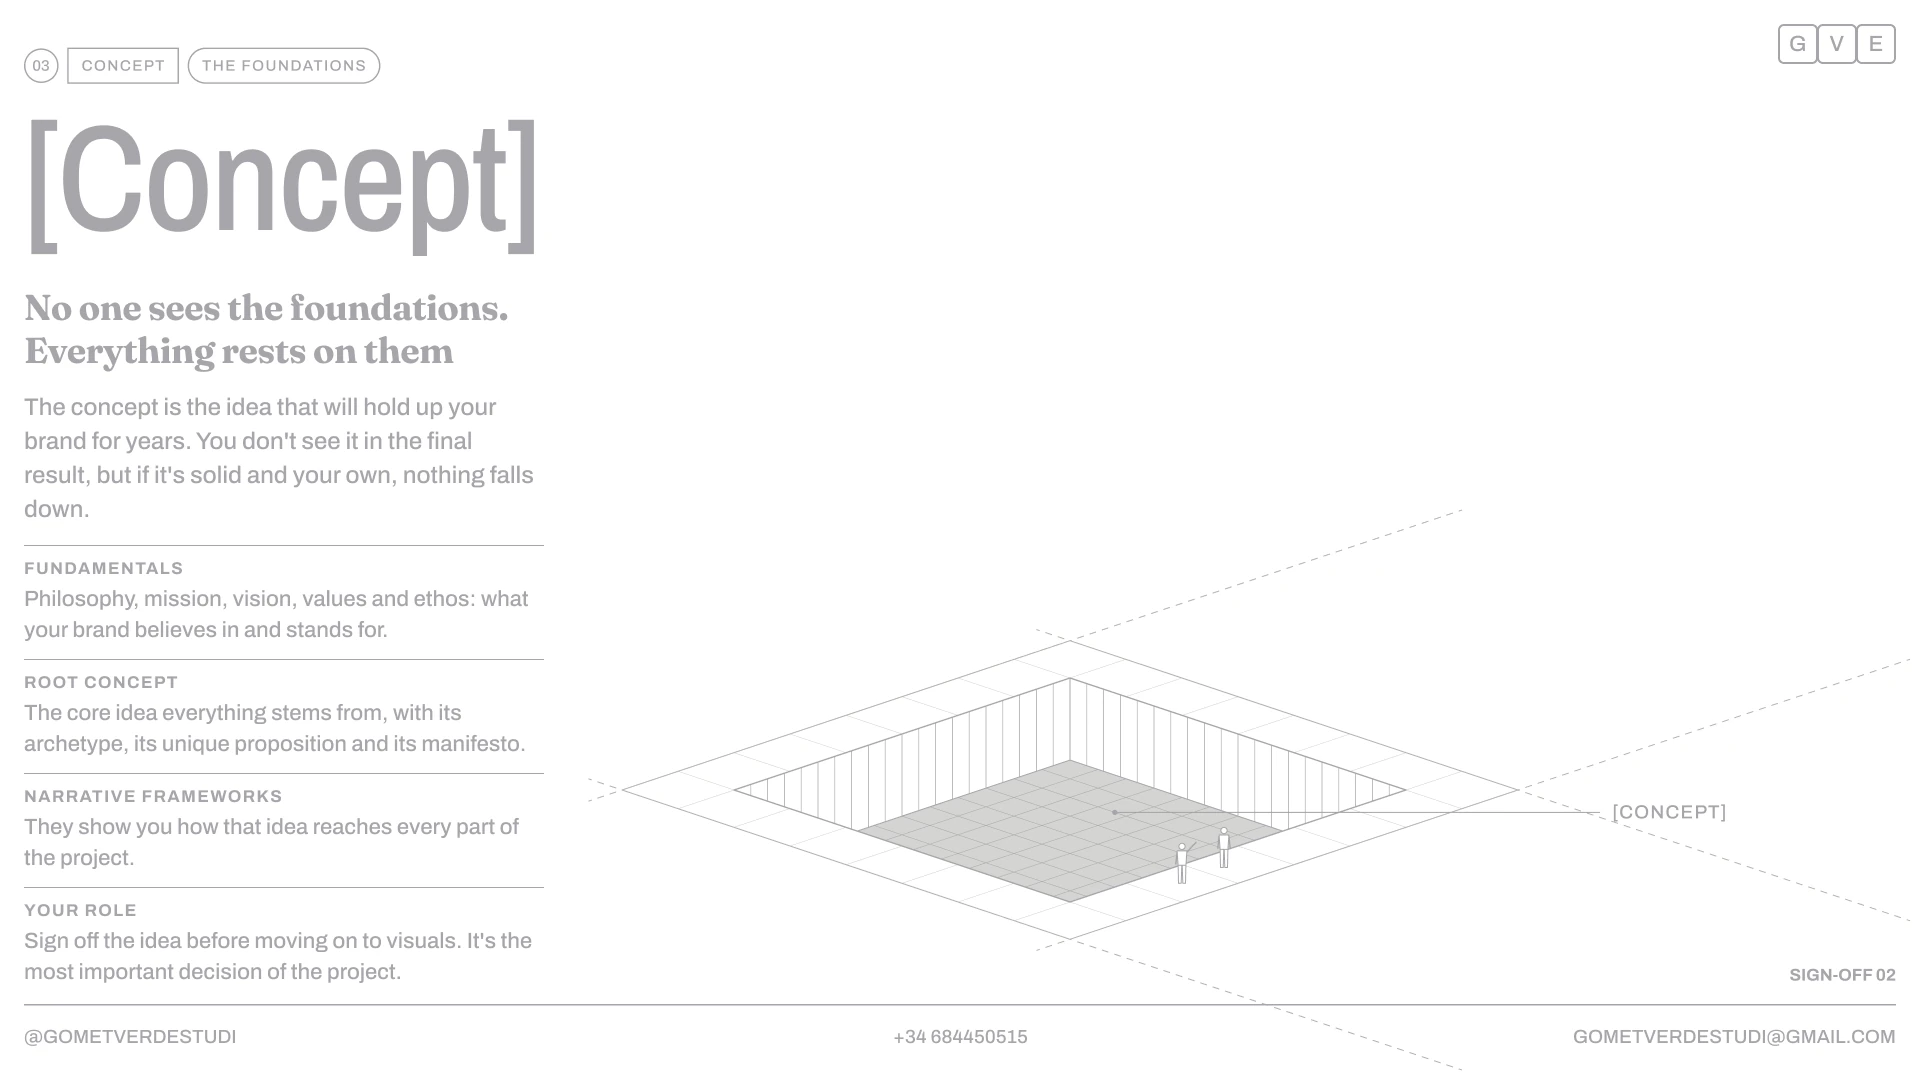 03 CONCEPT THE FOUNDATIONS
G V E
[Concept]
No one sees the foundations.
Everything rests on them
The concept is the idea that will hold up your
brand for years. You don't see it in the final
result, but if it's solid and your own, nothing falls
down.
FUNDAMENTALS
Philosophy, mission, vision, values and ethos: what
your brand believes in and stands for.
ROOT CONCEPT
The core idea everything stems from, with its
archetype, its unique proposition and its manifesto.
NARRATIVE FRAMEWORKS
They show you how that idea reaches every part of
the project.
YOUR ROLE
Sign off the idea before moving on to visuals. It's the
most important decision of the project.
[CONCEPT]
SIGN-OFF 02
@GOMETVERDESTUDI
+34 684450515
GOMETVERDESTUDI@GMAIL.COM